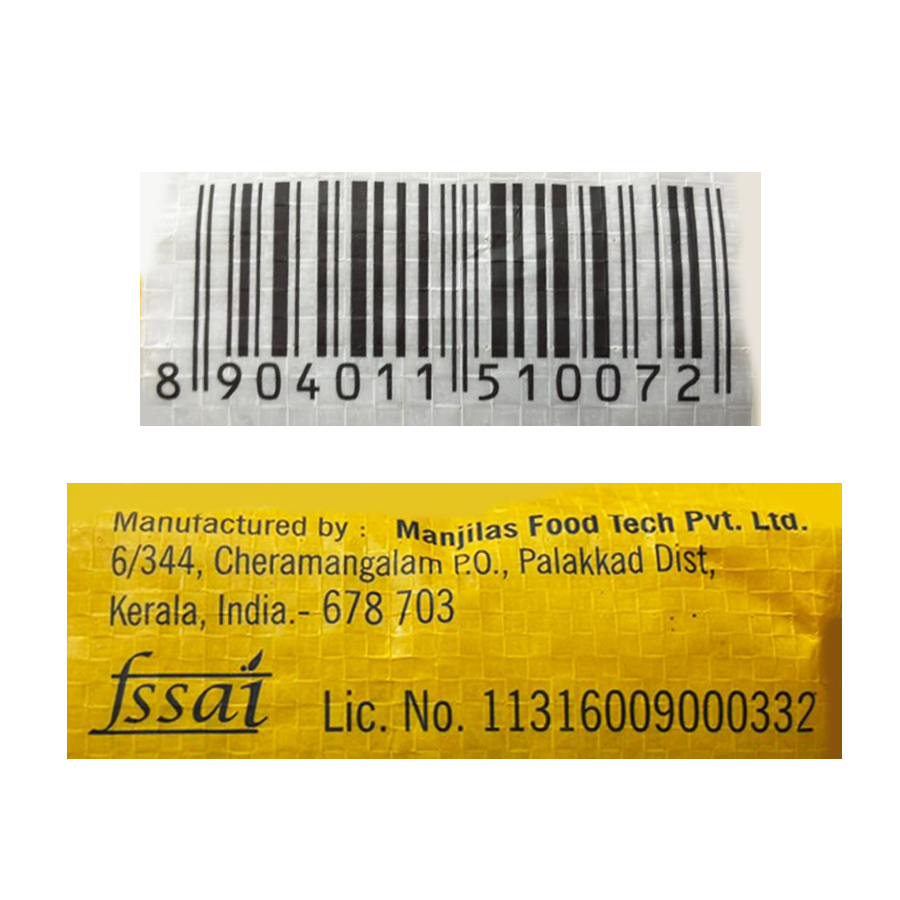 8 904011 510072
Manufactured by : Manjilas Food Tech Pvt. Ltd.
6/344, Cheramangalam P.O., Palakkad Dist,
Kerala, India.- 678 703
fssai Lic. No. 11316009000332